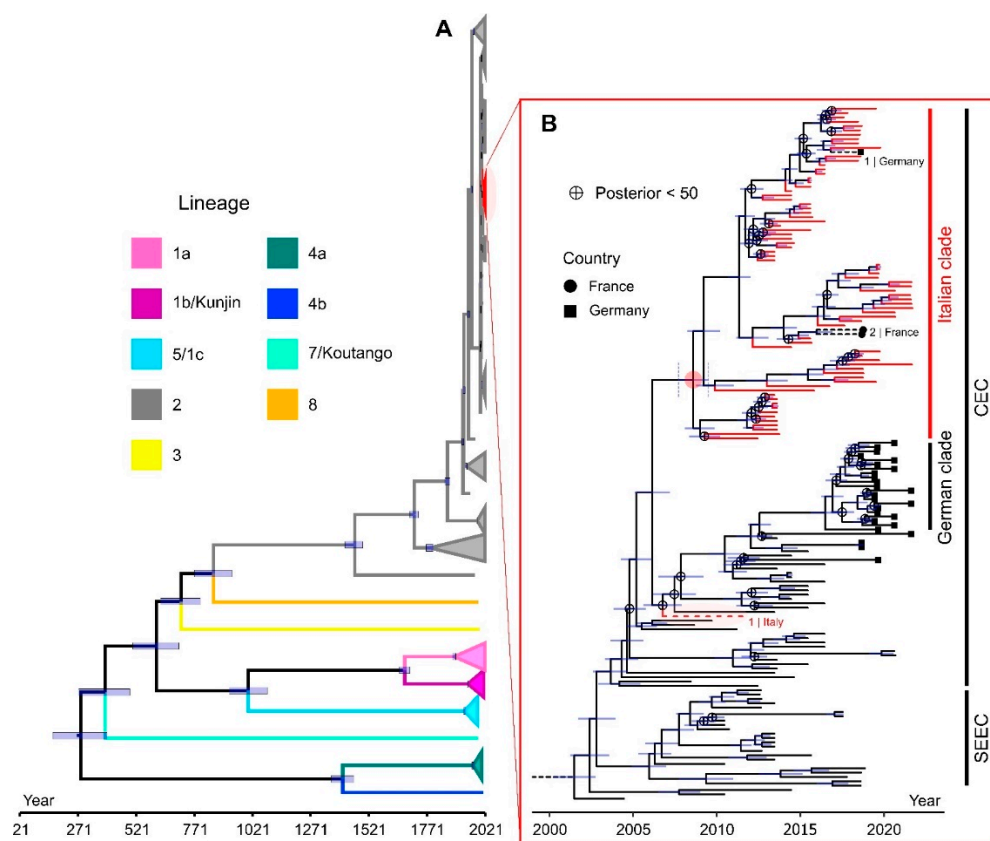 A
Lineage
1a
4a
1b/Kunjin
4b
5/1c
7/Koutango
2
8
3
Year
21 271 521 771 1021 1271 1521 1771 2021
B
Posterior < 50
Country
France
Germany
1 | Germany
2 | France
1 | Italy
Italian clade
German clade
CEC
SEEC
Year
2000 2005 2010 2015 2020